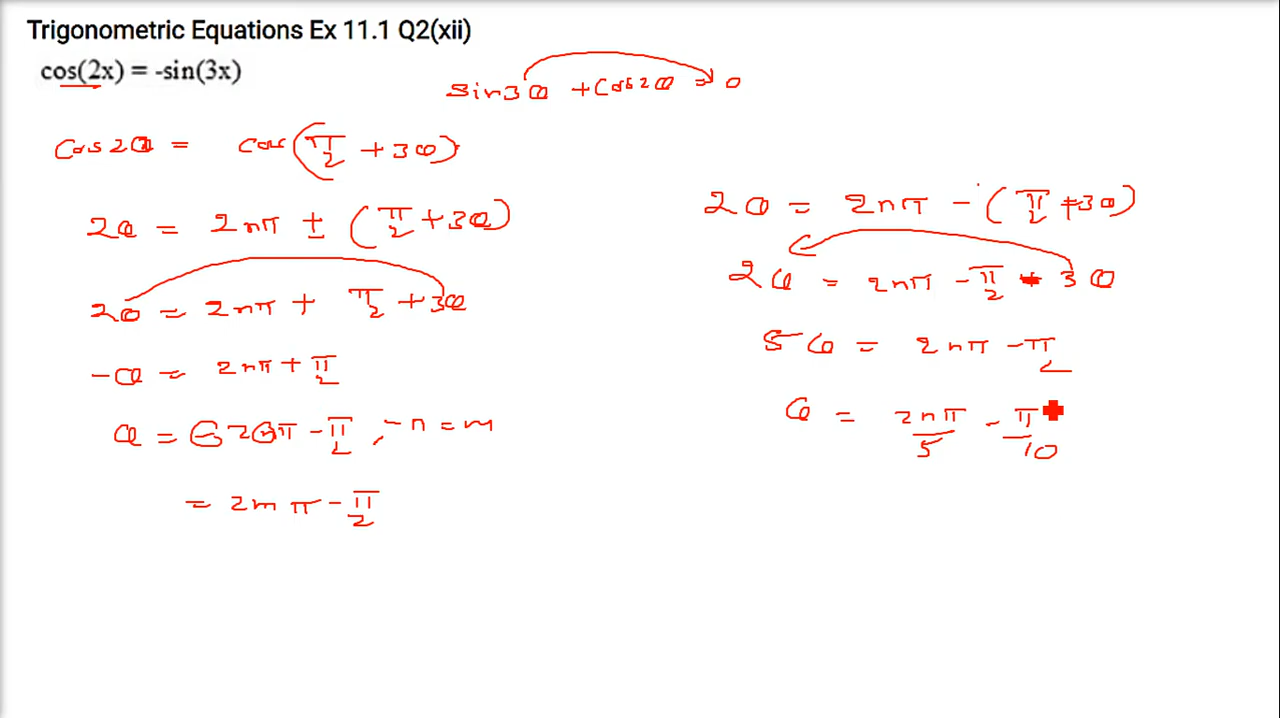 Trigonometric Equations Ex 11.1 Q2(xii)
cos(2x) = -sin(3x)
sin3θ + cos2θ = 0
cos2θ = cos(π/2 + 3θ)
2θ = 2nπ ± (π/2 + 3θ)
2θ = 2nπ + π/2 + 3θ
-θ = 2nπ + π/2
θ = -2nπ - π/2, -n = m
= 2mπ - π/2
2θ = 2nπ - (π/2 + 3θ)
2θ = 2nπ - π/2 - 3θ
5θ = 2nπ - π/2
θ = 2nπ/5 - π/10